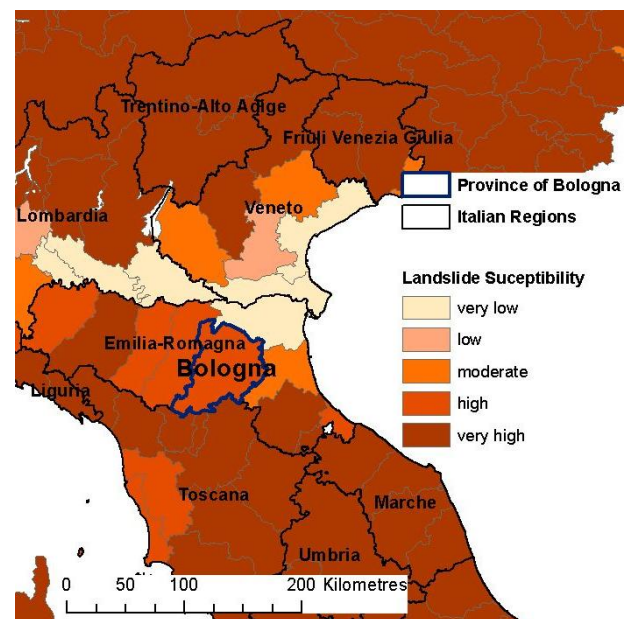 Trentino-Alto Adige
Friuli Venezia Giulia
Lombardia
Veneto
Province of Bologna
Italian Regions
Landslide Suceptibility
very low
low
moderate
high
very high
Emilia-Romagna
Bologna
Liguria
Toscana
Marche
Umbria
0 50 100 200 Kilometres